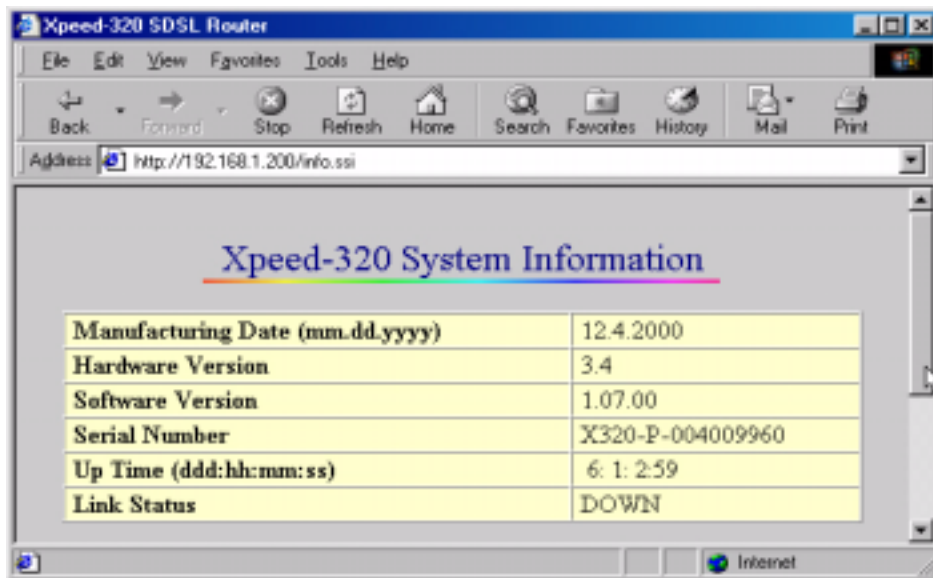 Xpeed-320 SDSL Router
File Edit View Favorites Tools Help
Back Forward Stop Refresh Home Search Favorites History Mail Print
Address http://192.168.1.200/info.ssi
Xpeed-320 System Information
Manufacturing Date (mm.dd.yyyy) 12.4.2000
Hardware Version 3.4
Software Version 1.07.00
Serial Number X320-P-004009960
Up Time (ddd:hh:mm:ss) 6: 1: 2:59
Link Status DOWN
Internet